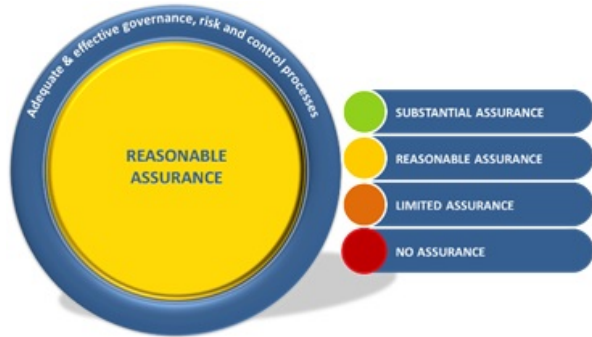 Adequate & effective governance, risk and control processes
REASONABLE
ASSURANCE
SUBSTANTIAL ASSURANCE
REASONABLE ASSURANCE
LIMITED ASSURANCE
NO ASSURANCE